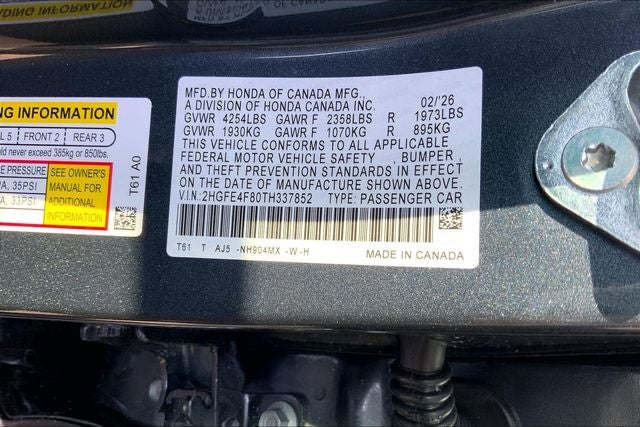 MFD.BY HONDA OF CANADA MFG.,
A DIVISION OF HONDA CANADA INC. 02/'26
GVWR 4254LBS GAWR F 2358LBS R 1973LBS
GVWR 1930KG GAWR F 1070KG R 895KG
THIS VEHICLE CONFORMS TO ALL APPLICABLE
FEDERAL MOTOR VEHICLE SAFETY , BUMPER ,
AND THEFT PREVENTION STANDARDS IN EFFECT
ON THE DATE OF MANUFACTURE SHOWN ABOVE.
V.I.N: 2HGFE4F80TH337852 TYPE: PASSENGER CAR
T61 T AJ5 -NH904MX -W-H
MADE IN CANADA
NG INFORMATION
L 5 FRONT 2 REAR 3
ld never exceed 385kg or 850lbs.
E PRESSURE
PA, 35PSI
A, 33PSI
SEE OWNER'S
MANUAL FOR
ADDITIONAL
INFORMATION
T61 A0
ADING INFORMATION